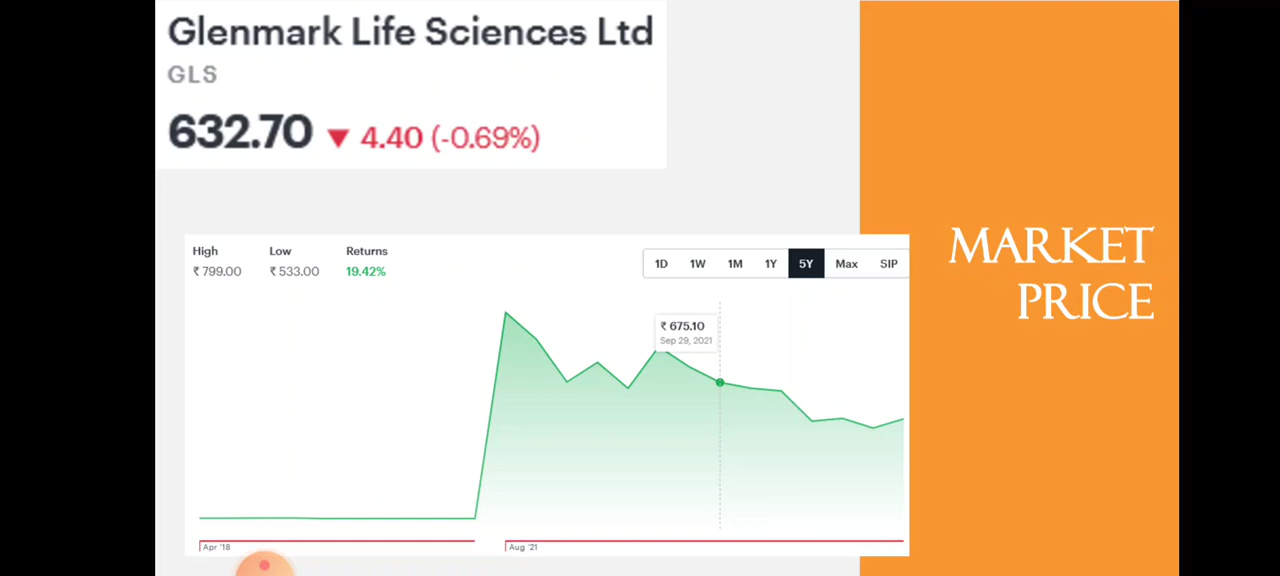 Glenmark Life Sciences Ltd
GLS
632.70 ▼ 4.40 (-0.69%)
High Low Returns
₹ 799.00 ₹ 533.00 19.42%
1D 1W 1M 1Y 5Y Max SIP
MARKET
PRICE
₹ 675.10
Sep 29, 2021
Apr '18 Aug '21